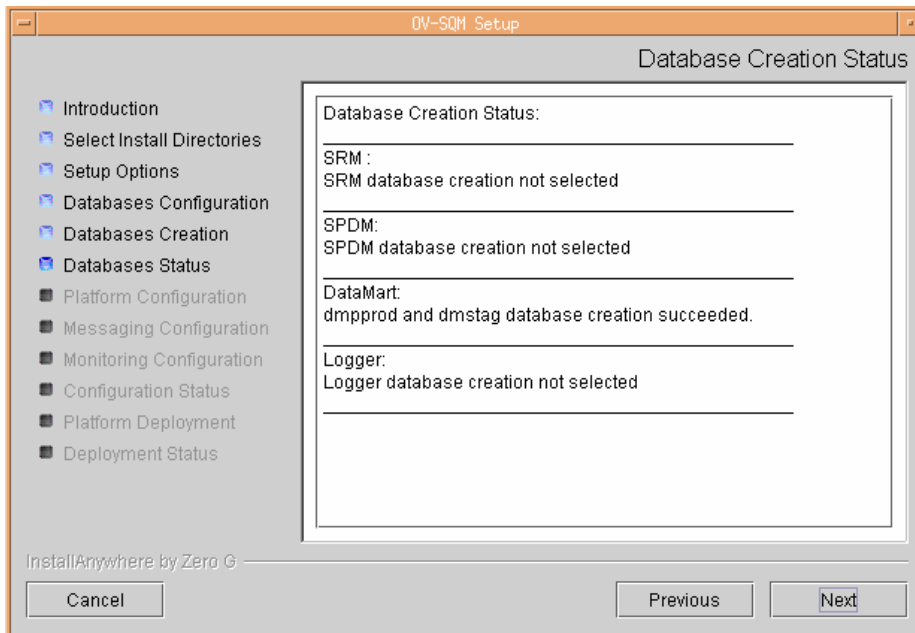 OV-SQM Setup
Database Creation Status
Introduction
Select Install Directories
Setup Options
Databases Configuration
Databases Creation
Databases Status
Platform Configuration
Messaging Configuration
Monitoring Configuration
Configuration Status
Platform Deployment
Deployment Status
Database Creation Status:
SRM :
SRM database creation not selected
SPDM:
SPDM database creation not selected
DataMart:
dmpprod and dmstag database creation succeeded.
Logger:
Logger database creation not selected
InstallAnywhere by Zero G
Cancel
Previous
Next